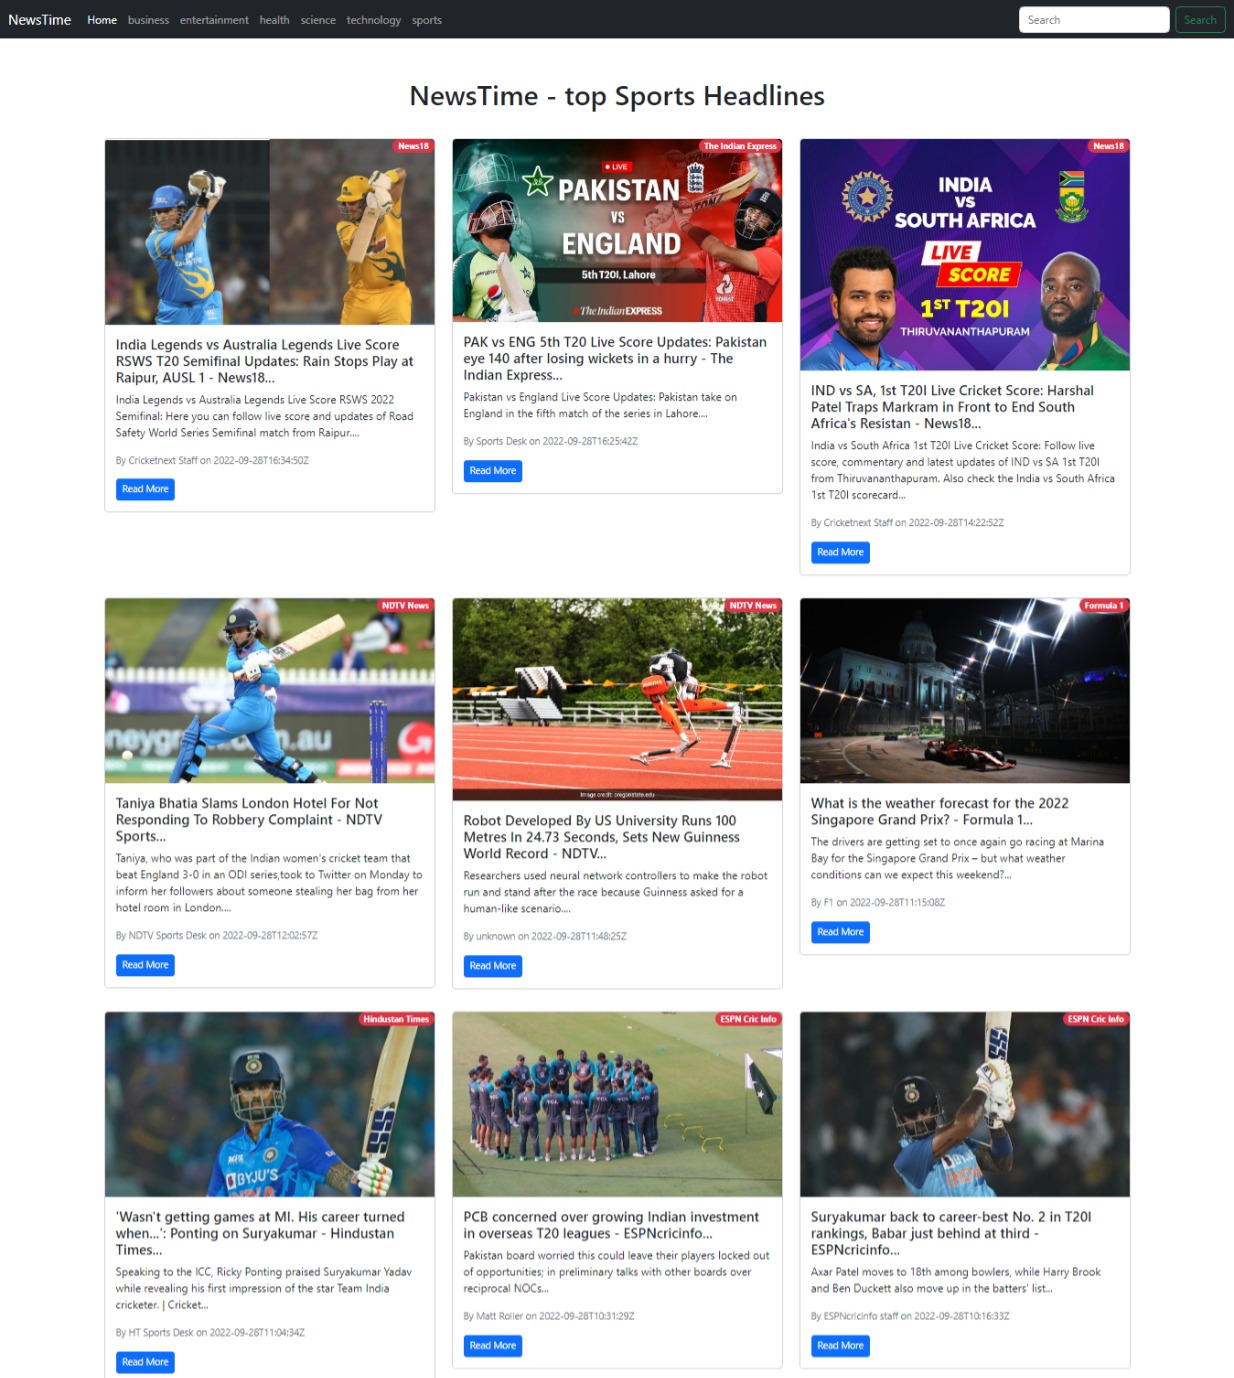 NewsTime Home business entertainment health science technology sports Search Search
NewsTime - top Sports Headlines
News18
India Legends vs Australia Legends Live Score
RSWS T20 Semifinal Updates: Rain Stops Play at
Raipur, AUSL 1 - News18...
India Legends vs Australia Legends Live Score RSWS 2022
Semifinal: Here you can follow live score and updates of Road
Safety World Series Semifinal match from Raipur....
By Cricketnext Staff on 2022-09-28T16:34:50Z
Read More
The Indian Express
LIVE
PAKISTAN
VS
ENGLAND
5th T20I, Lahore
The Indian EXPRESS
PAK vs ENG 5th T20 Live Score Updates: Pakistan
eye 140 after losing wickets in a hurry - The
Indian Express...
Pakistan vs England Live Score Updates: Pakistan take on
England in the fifth match of the series in Lahore....
By Sports Desk on 2022-09-28T16:25:42Z
Read More
News18
INDIA
VS
SOUTH AFRICA
LIVE
SCORE
1ST T20I
THIRUVANANTHAPURAM
IND vs SA, 1st T20I Live Cricket Score: Harshal
Patel Traps Markram in Front to End South
Africa's Resistan - News18...
India vs South Africa 1st T20I Live Cricket Score: Follow live
score, commentary and latest updates of IND vs SA 1st T20I
from Thiruvananthapuram. Also check the India vs South Africa
1st T20I scorecard...
By Cricketnext Staff on 2022-09-28T14:22:52Z
Read More
NDTV News
Taniya Bhatia Slams London Hotel For Not
Responding To Robbery Complaint - NDTV
Sports...
Taniya, who was part of the Indian women's cricket team that
beat England 3-0 in an ODI series,took to Twitter on Monday to
inform her followers about someone stealing her bag from her
hotel room in London....
By NDTV Sports Desk on 2022-09-28T12:02:57Z
Read More
NDTV News
Image credit: oregonstate.edu
Robot Developed By US University Runs 100
Metres In 24.73 Seconds, Sets New Guinness
World Record - NDTV...
Researchers used neural network controllers to make the robot
run and stand after the race because Guinness asked for a
human-like scenario....
By unknown on 2022-09-28T11:48:25Z
Read More
Formula 1
What is the weather forecast for the 2022
Singapore Grand Prix? - Formula 1...
The drivers are getting set to once again go racing at Marina
Bay for the Singapore Grand Prix – but what weather
conditions can we expect this weekend?...
By F1 on 2022-09-28T11:15:08Z
Read More
Hindustan Times
BYJU'S
SS
'Wasn't getting games at MI. His career turned
when...': Ponting on Suryakumar - Hindustan
Times...
Speaking to the ICC, Ricky Ponting praised Suryakumar Yadav
while revealing his first impression of the star Team India
cricketer. | Cricket...
By HT Sports Desk on 2022-09-28T11:04:34Z
Read More
ESPN Cric Info
PCB concerned over growing Indian investment
in overseas T20 leagues - ESPNcricinfo...
Pakistan board worried this could leave their players locked out
of opportunities; in preliminary talks with other boards over
reciprocal NOCs...
By Matt Roller on 2022-09-28T10:31:29Z
Read More
ESPN Cric Info
SS
Suryakumar back to career-best No. 2 in T20I
rankings, Babar just behind at third -
ESPNcricinfo...
Axar Patel moves to 18th among bowlers, while Harry Brook
and Ben Duckett also move up in the batters' list...
By ESPNcricinfo staff on 2022-09-28T10:16:33Z
Read More